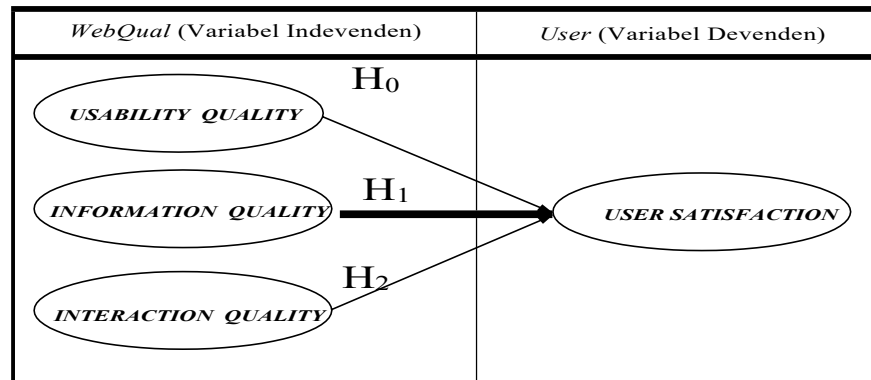 WebQual (Variabel Indevenden)
User (Variabel Devenden)
H₀
USABILITY QUALITY
H₁
INFORMATION QUALITY
USER SATISFACTION
H₂
INTERACTION QUALITY